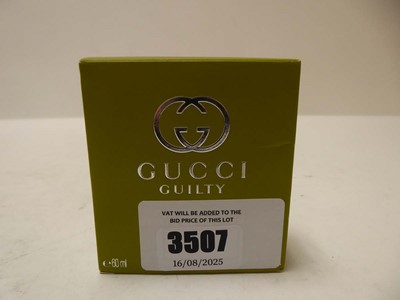 GUCCI
GUILTY
VAT WILL BE ADDED TO THE
BID PRICE OF THIS LOT
3507
16/08/2025
€60 ml